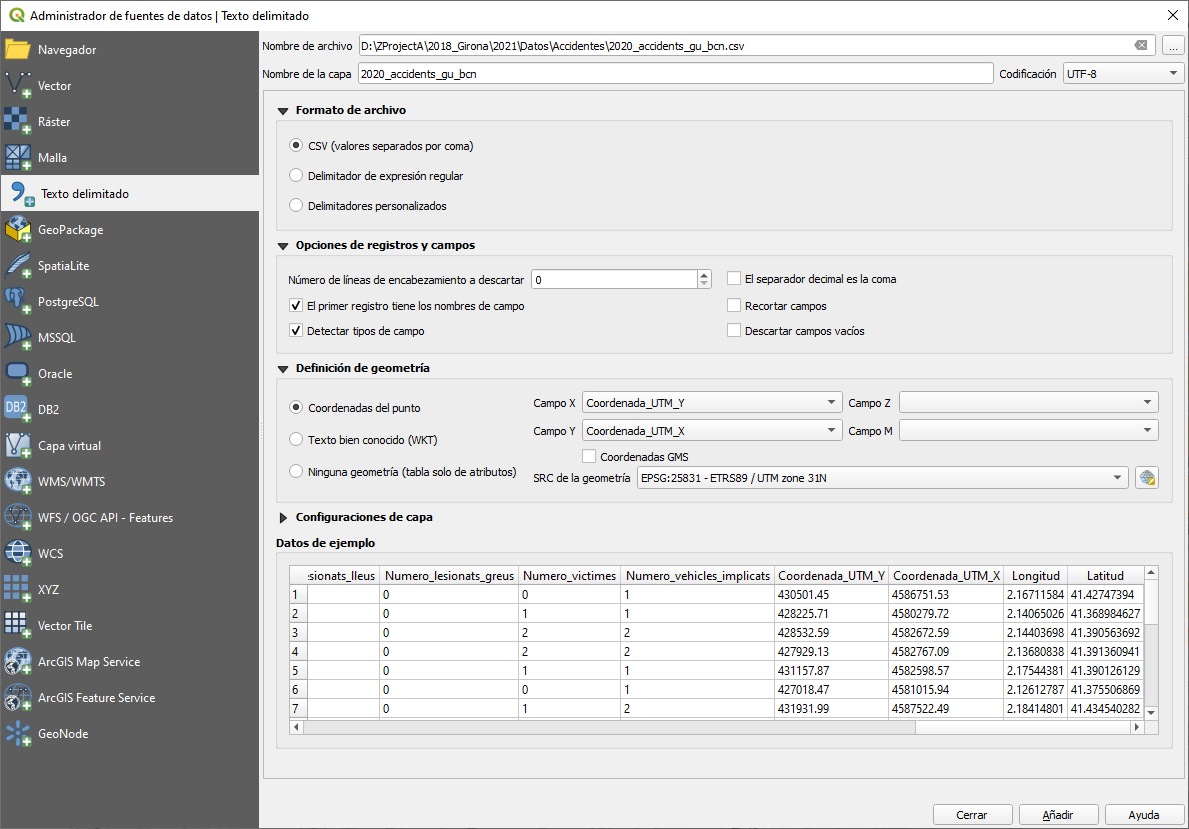 Administrador de fuentes de datos | Texto delimitado
Navegador
Vector
Ráster
Malla
Texto delimitado
GeoPackage
SpatiaLite
PostgreSQL
MSSQL
Oracle
DB2 DB2
Capa virtual
WMS/WMTS
WFS / OGC API - Features
WCS
XYZ
Vector Tile
ArcGIS Map Service
ArcGIS Feature Service
GeoNode
Nombre de archivo D:\ZProjectA\2018_Girona\2021\Datos\Accidentes\2020_accidents_gu_bcn.csv ...
Nombre de la capa 2020_accidents_gu_bcn Codificación UTF-8
Formato de archivo
CSV (valores separados por coma)
Delimitador de expresión regular
Delimitadores personalizados
Opciones de registros y campos
Número de líneas de encabezamiento a descartar 0 El separador decimal es la coma
El primer registro tiene los nombres de campo Recortar campos
Detectar tipos de campo Descartar campos vacíos
Definición de geometría
Coordenadas del punto Campo X Coordenada_UTM_Y Campo Z
Texto bien conocido (WKT) Campo Y Coordenada_UTM_X Campo M
Coordenadas GMS
Ninguna geometría (tabla solo de atributos) SRC de la geometría EPSG:25831 - ETRS89 / UTM zone 31N
Configuraciones de capa
Datos de ejemplo
sionats_lleus Numero_lesionats_greus Numero_victimes Numero_vehicles_implicats Coordenada_UTM_Y Coordenada_UTM_X Longitud Latitud
1 0 0 1 430501.45 4586751.53 2.16711584 41.42747394
2 0 1 1 428225.71 4580279.72 2.14065026 41.368984627
3 0 2 2 428532.59 4582672.59 2.14403698 41.390563692
4 0 2 2 427929.13 4582767.09 2.13680838 41.391360941
5 0 1 1 431157.87 4582598.57 2.17544381 41.390126129
6 0 0 1 427018.47 4581015.94 2.12612787 41.375506869
7 0 1 2 431931.99 4587522.49 2.18414801 41.434540282
Cerrar Añadir Ayuda